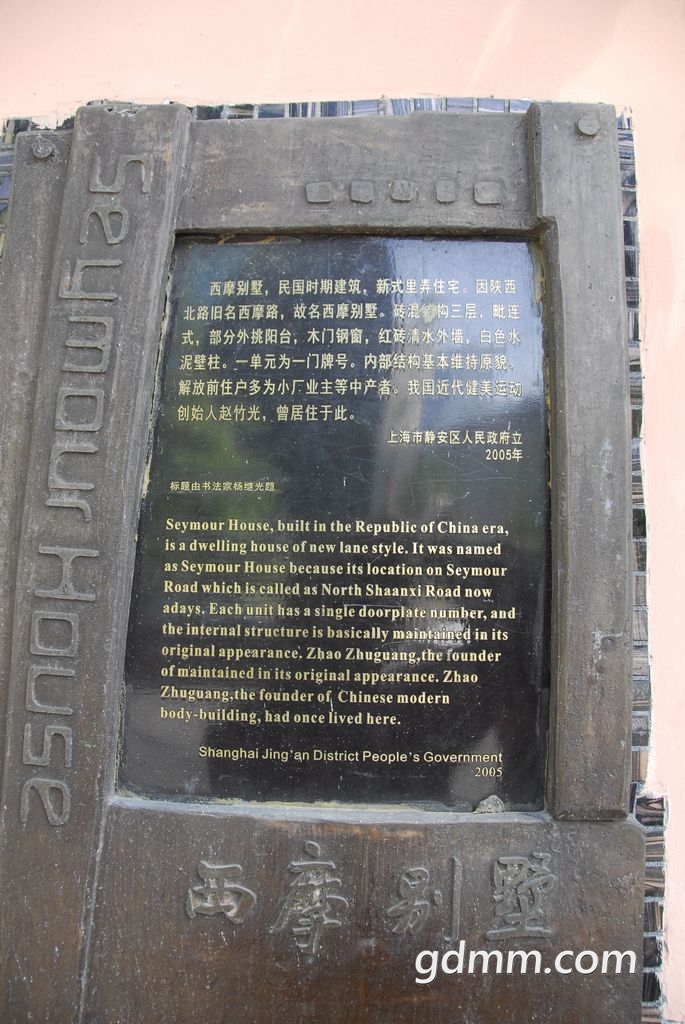 Seymour House
西摩别墅，民国时期建筑，新式里弄住宅。因陕西
北路旧名西摩路，故名西摩别墅。砖混结构三层，毗连
式，部分外挑阳台；木门钢窗，红砖清水外墙，白色水
泥壁柱。一单元为一门牌号。内部结构基本维持原貌。
解放前住户多为小厂业主等中产者。我国近代健美运动
创始人赵竹光，曾居住于此。
上海市静安区人民政府立
2005年
标题由书法家杨继光题
Seymour House, built in the Republic of China era,
is a dwelling house of new lane style. It was named
as Seymour House because its location on Seymour
Road which is called as North Shaanxi Road now
adays. Each unit has a single doorplate number, and
the internal structure is basically maintained in its
original appearance. Zhao Zhuguang,the founder
of maintained in its original appearance. Zhao
Zhuguang,the founder of Chinese modern
body-building, had once lived here.
Shanghai Jing'an District People's Government
2005
西摩别墅
gdmm.com